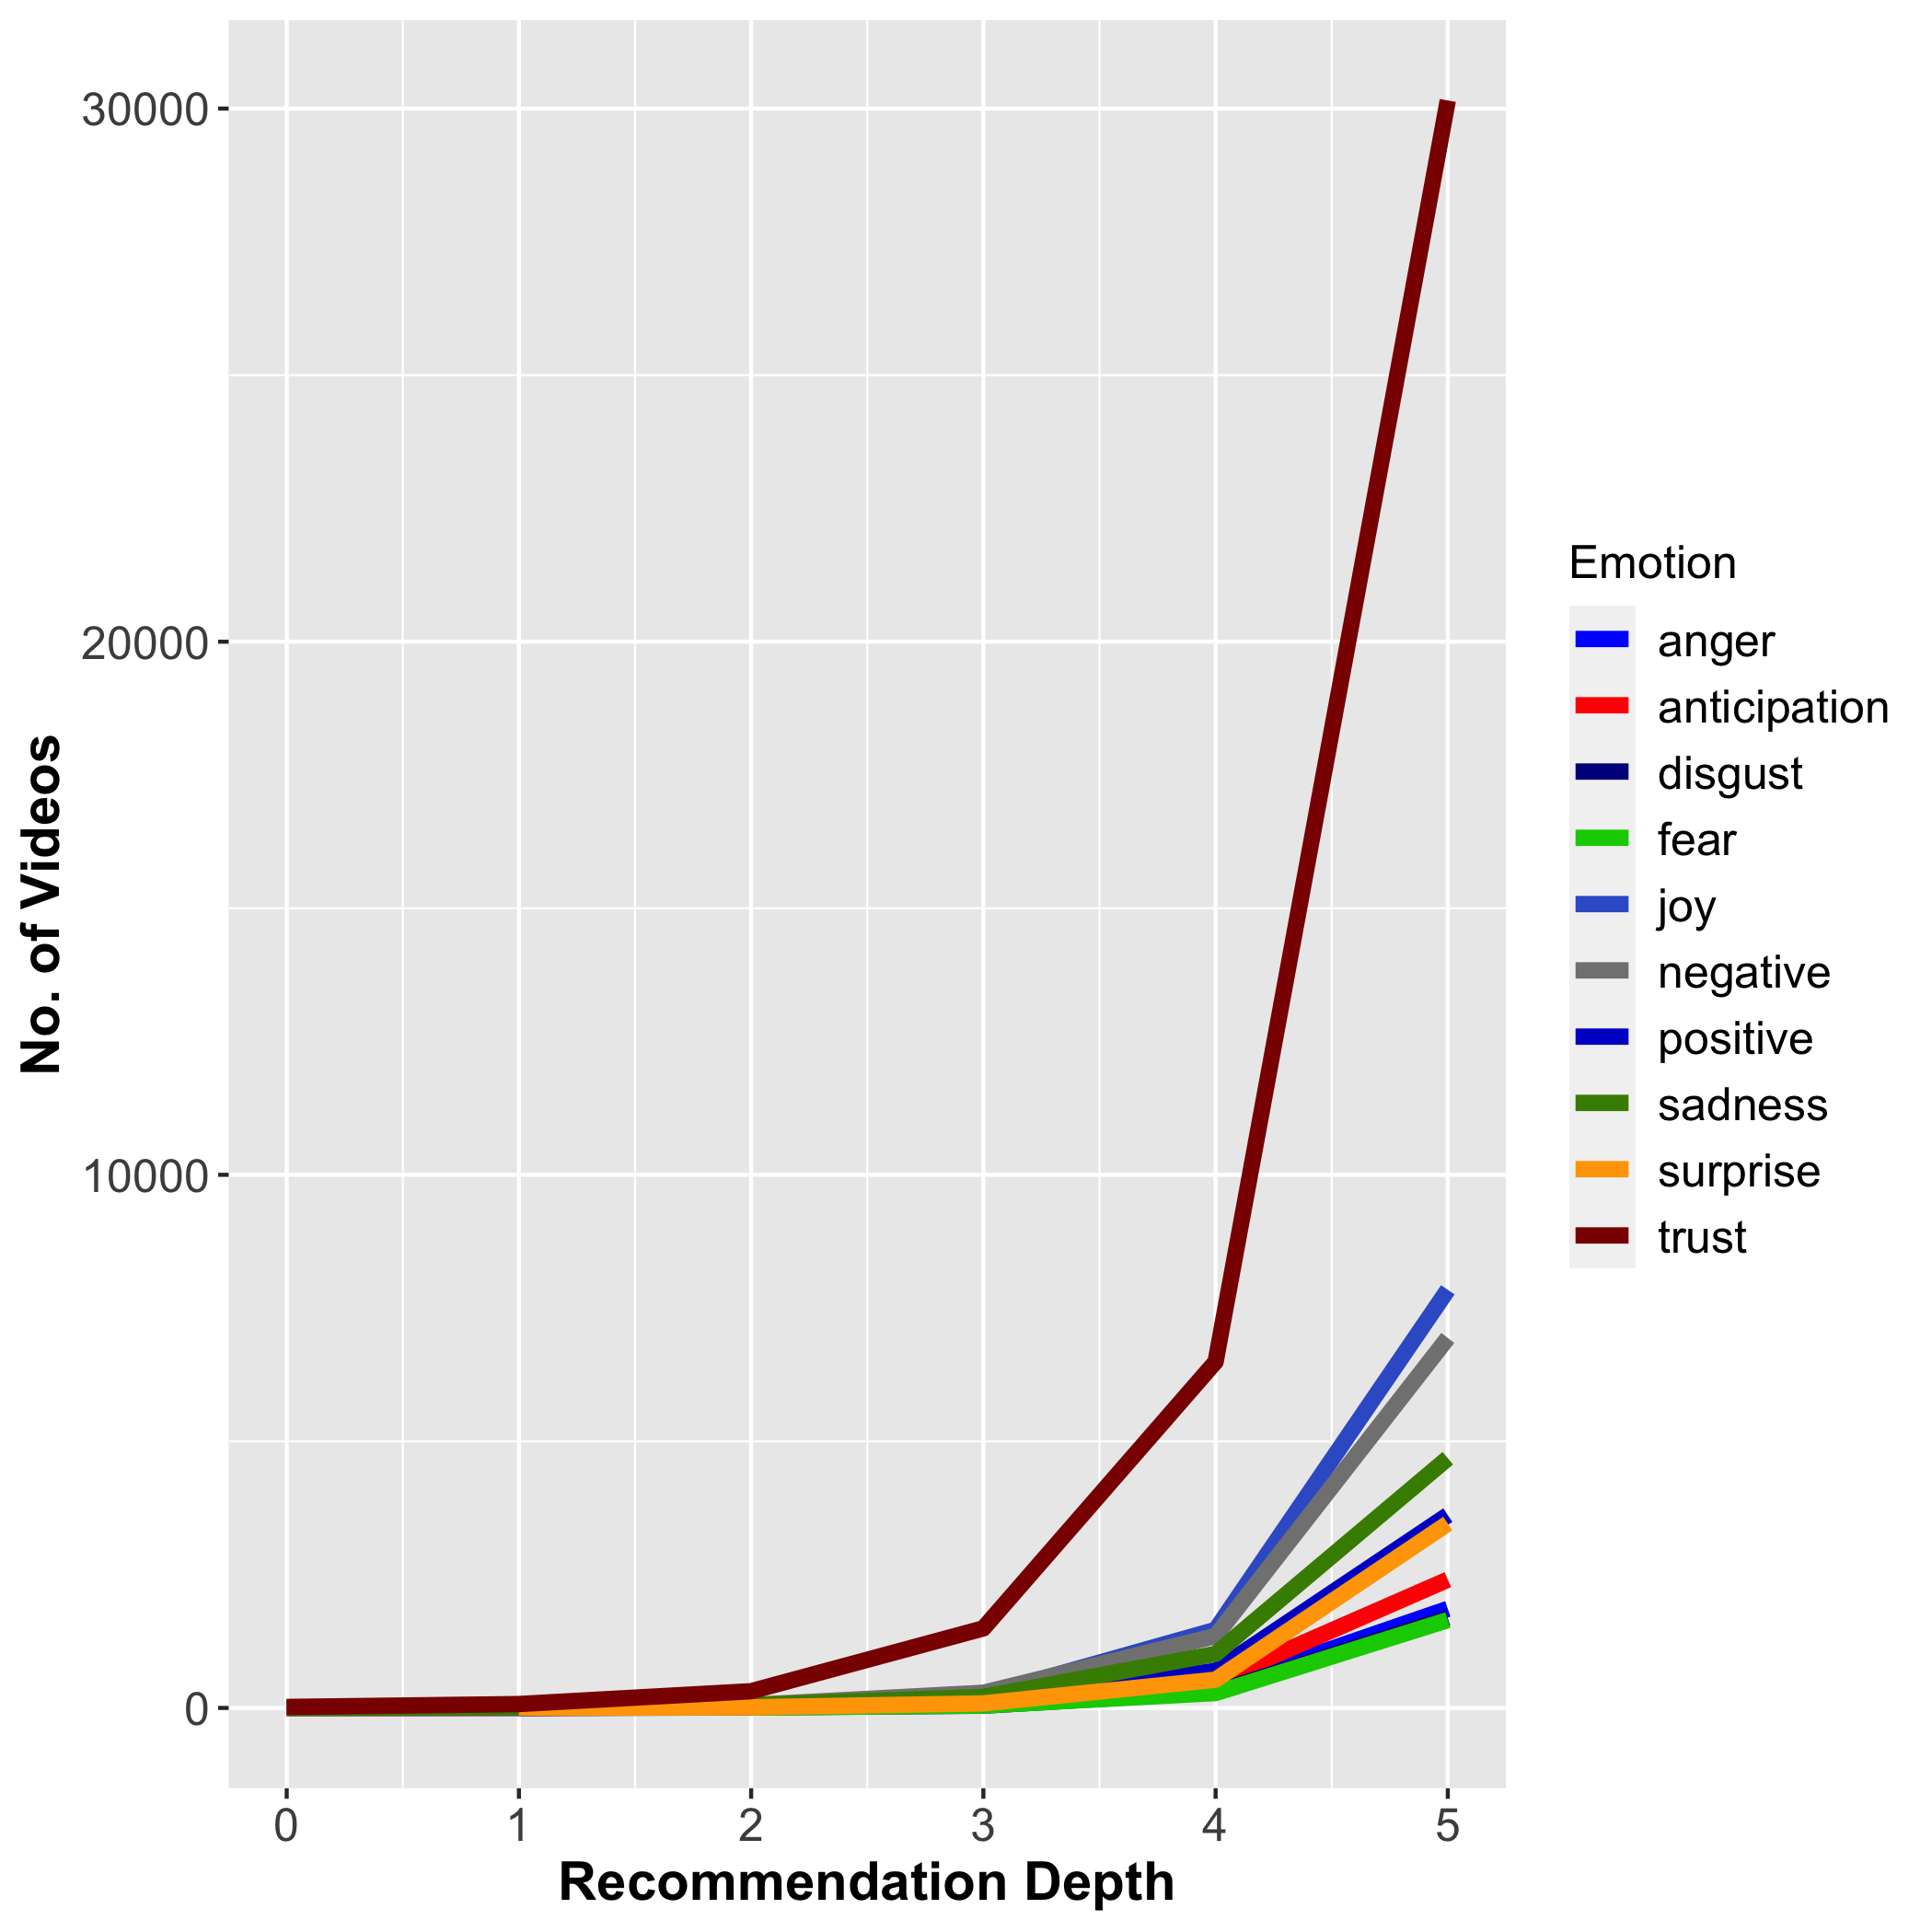 30000
20000
10000
0
No. of Videos
0 1 2 3 4 5
Recommendation Depth
Emotion
anger
anticipation
disgust
fear
joy
negative
positive
sadness
surprise
trust